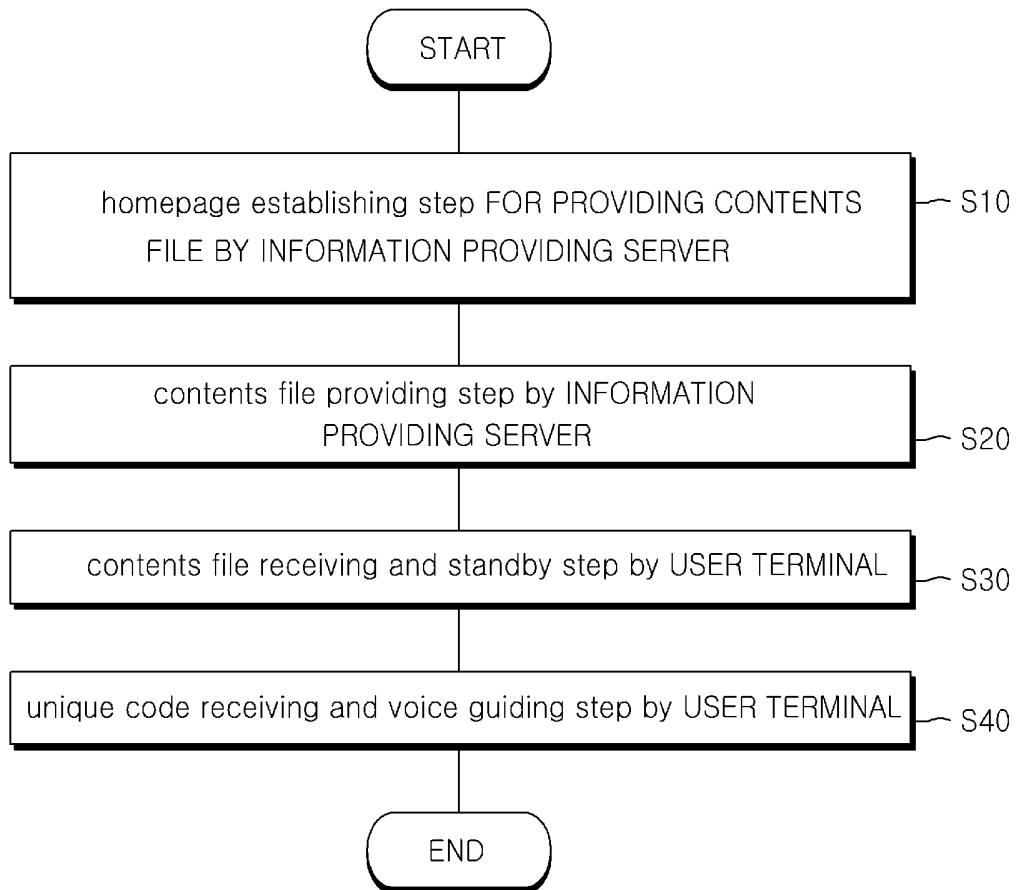 START
homepage establishing step FOR PROVIDING CONTENTS
FILE BY INFORMATION PROVIDING SERVER
S10
contents file providing step by INFORMATION
PROVIDING SERVER
S20
contents file receiving and standby step by USER TERMINAL
S30
unique code receiving and voice guiding step by USER TERMINAL
S40
END